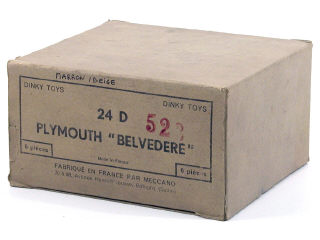 MARRON / BEIGE
DINKY TOYS DINKY TOYS
24 D 522
PLYMOUTH "BELVEDERE"
Made in France
6 pièces 6 pièces
FABRIQUÉ EN FRANCE PAR MECCANO